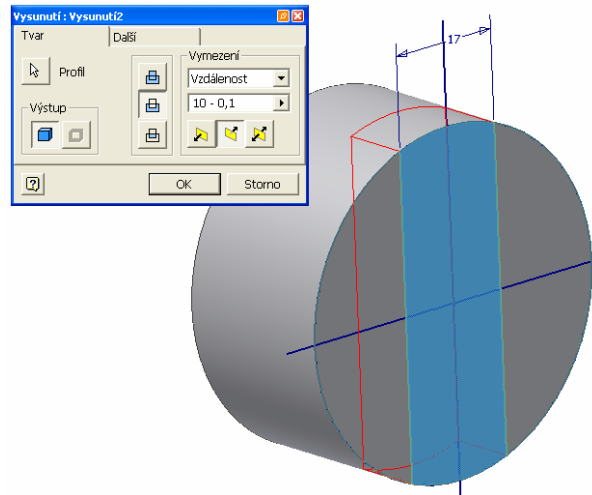 Vysunutí : Vysunutí2
Tvar
Další
Profil
Výstup
Vymezení
Vzdálenost
10 - 0,1
OK
Storno
17